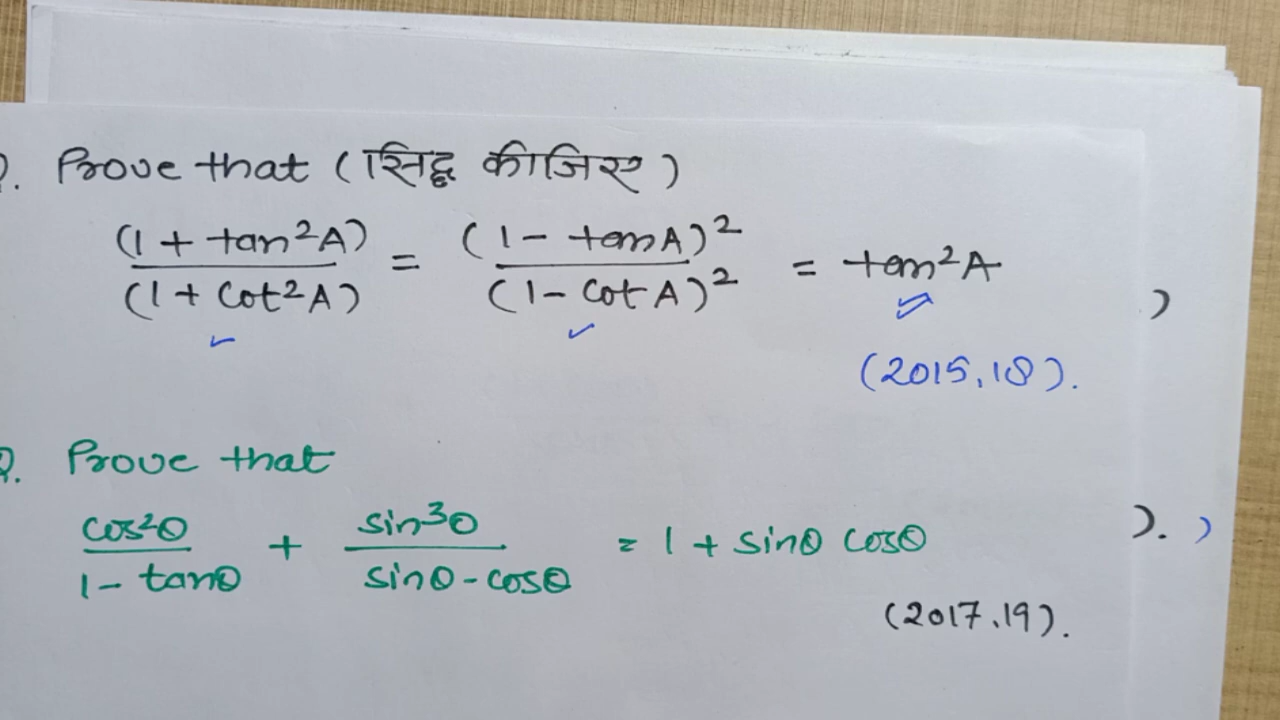 Q. Prove that (सिद्ध कीजिए)
(1 + tan²A) / (1 + cot²A) = (1 - tanA)² / (1 - cot A)² = tan²A
(2015,18).
Q. Prove that
cos²θ / 1 - tanθ + sin³θ / sinθ - cosθ = 1 + sinθ cosθ
(2017,19).